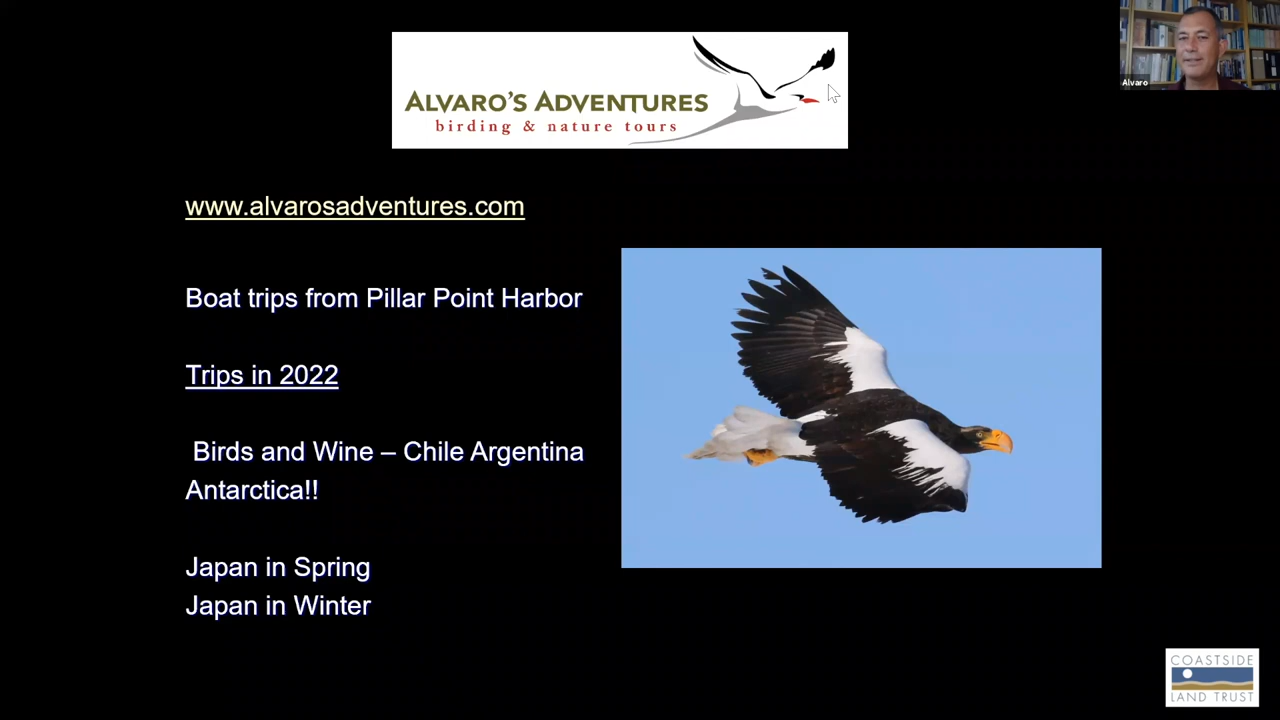 ALVARO'S ADVENTURES
birding & nature tours
Alvaro
www.alvarosadventures.com
Boat trips from Pillar Point Harbor
Trips in 2022
Birds and Wine – Chile Argentina
Antarctica!!
Japan in Spring
Japan in Winter
COASTSIDE
LAND TRUST